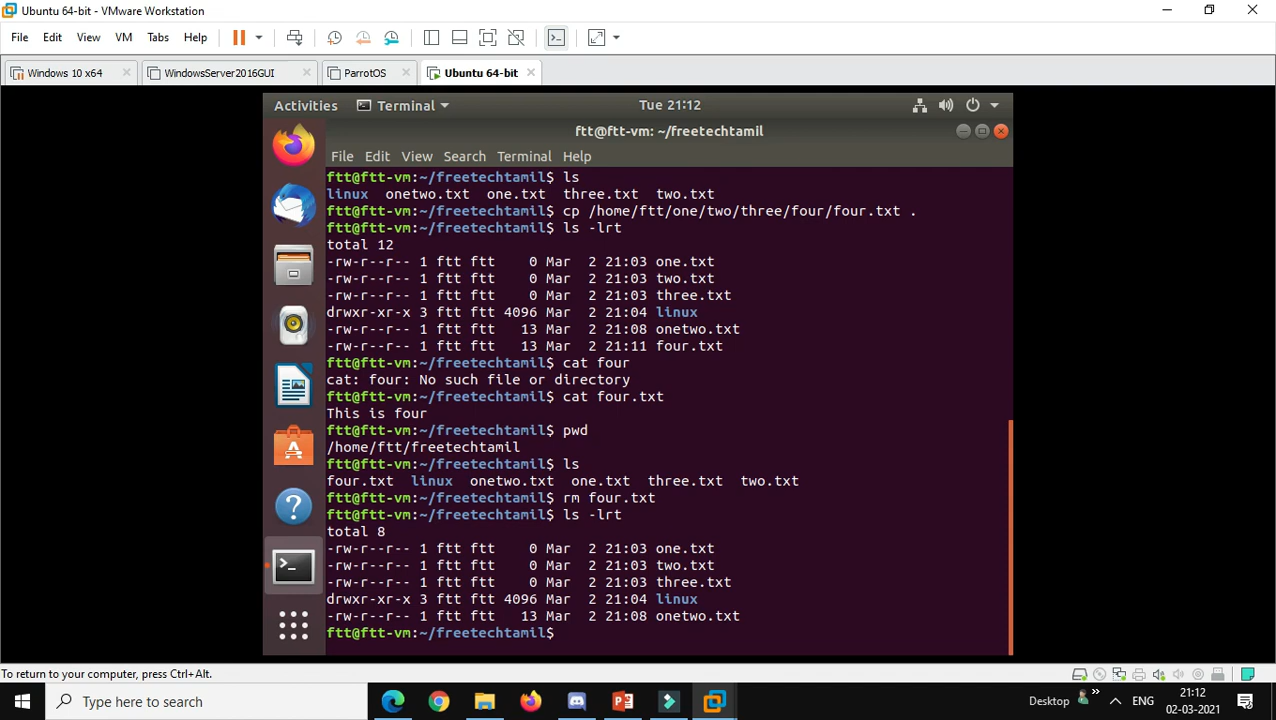 Ubuntu 64-bit - VMware Workstation
File Edit View VM Tabs Help
Windows 10 x64 WindowsServer2016GUI ParrotOS Ubuntu 64-bit
Activities Terminal Tue 21:12
ftt@ftt-vm: ~/freetechtamil
File Edit View Search Terminal Help
ftt@ftt-vm:~/freetechtamil$ ls
linux onetwo.txt one.txt three.txt two.txt
ftt@ftt-vm:~/freetechtamil$ cp /home/ftt/one/two/three/four/four.txt .
ftt@ftt-vm:~/freetechtamil$ ls -lrt
total 12
-rw-r--r-- 1 ftt ftt 0 Mar 2 21:03 one.txt
-rw-r--r-- 1 ftt ftt 0 Mar 2 21:03 two.txt
-rw-r--r-- 1 ftt ftt 0 Mar 2 21:03 three.txt
drwxr-xr-x 3 ftt ftt 4096 Mar 2 21:04 linux
-rw-r--r-- 1 ftt ftt 13 Mar 2 21:08 onetwo.txt
-rw-r--r-- 1 ftt ftt 13 Mar 2 21:11 four.txt
ftt@ftt-vm:~/freetechtamil$ cat four
cat: four: No such file or directory
ftt@ftt-vm:~/freetechtamil$ cat four.txt
This is four
ftt@ftt-vm:~/freetechtamil$ pwd
/home/ftt/freetechtamil
ftt@ftt-vm:~/freetechtamil$ ls
four.txt linux onetwo.txt one.txt three.txt two.txt
ftt@ftt-vm:~/freetechtamil$ rm four.txt
ftt@ftt-vm:~/freetechtamil$ ls -lrt
total 8
-rw-r--r-- 1 ftt ftt 0 Mar 2 21:03 one.txt
-rw-r--r-- 1 ftt ftt 0 Mar 2 21:03 two.txt
-rw-r--r-- 1 ftt ftt 0 Mar 2 21:03 three.txt
drwxr-xr-x 3 ftt ftt 4096 Mar 2 21:04 linux
-rw-r--r-- 1 ftt ftt 13 Mar 2 21:08 onetwo.txt
ftt@ftt-vm:~/freetechtamil$
To return to your computer, press Ctrl+Alt.
Type here to search Desktop ENG 21:12
02-03-2021